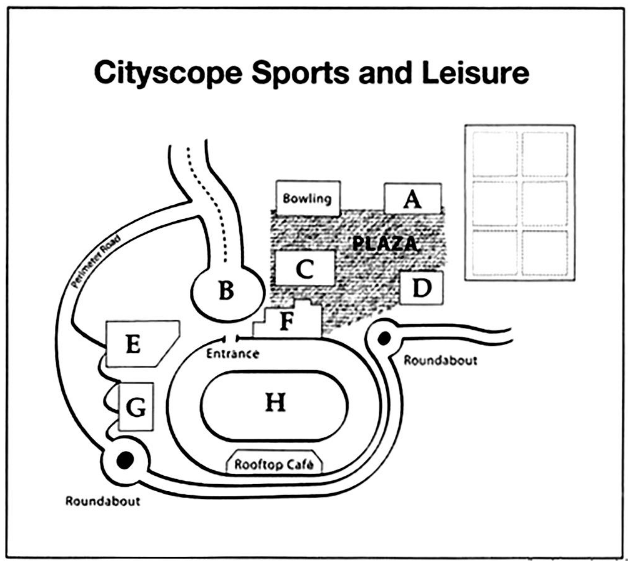 Cityscope Sports and Leisure
Bowling
A
PLAZA
Perimeter Road
C
B
D
F
E
Entrance
Roundabout
H
G
Rooftop Café
Roundabout